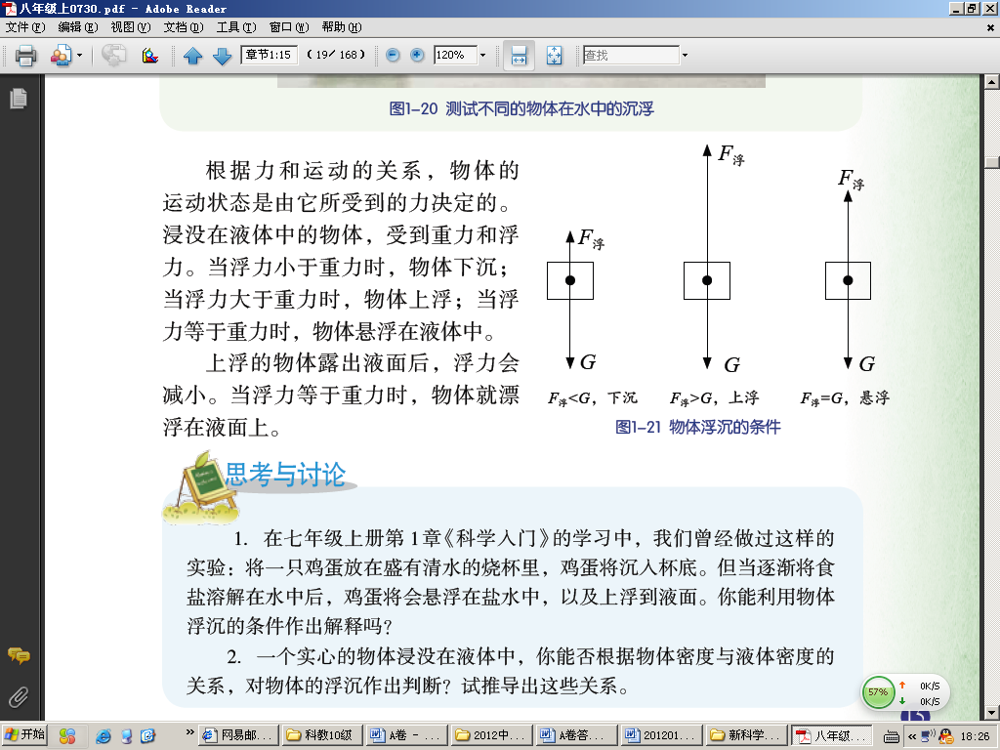 八年级上0730.pdf - Adobe Reader
文件(F) 编辑(E) 视图(V) 文档(D) 工具(T) 窗口(W) 帮助(H)
章节1:15 (19/168) 120% 查找
图1-20 测试不同的物体在水中的沉浮
根据力和运动的关系，物体的
运动状态是由它所受到的力决定的。
浸没在液体中的物体，受到重力和浮
力。当浮力小于重力时，物体下沉；
当浮力大于重力时，物体上浮；当浮
力等于重力时，物体悬浮在液体中。
上浮的物体露出液面后，浮力会
减小。当浮力等于重力时，物体就漂
浮在液面上。
F浮
F浮
F浮
G
G
G
F浮<G，下沉 F浮>G，上浮 F浮=G，悬浮
图1-21 物体浮沉的条件
思考与讨论
1. 在七年级上册第1章《科学入门》的学习中，我们曾经做过这样的
实验：将一只鸡蛋放在盛有清水的烧杯里，鸡蛋将沉入杯底。但当逐渐将食
盐溶解在水中后，鸡蛋将会悬浮在盐水中，以及上浮到液面。你能利用物体
浮沉的条件作出解释吗？
2. 一个实心的物体浸没在液体中，你能否根据物体密度与液体密度的
关系，对物体的浮沉作出判断？试推导出这些关系。
57% 0K/S
0K/S
15
开始 » 网易邮... 科教10级 A卷 - ... 2012中... A卷答... 201201... 新科学... 八年级... « 18:26